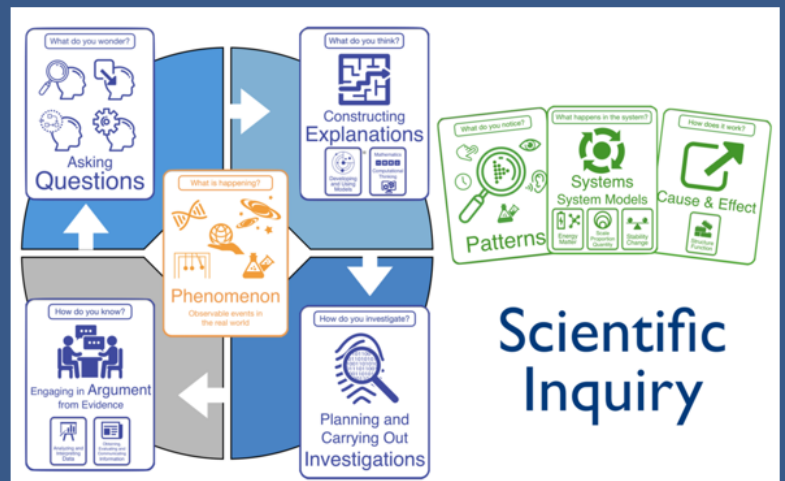 What do you wonder?
Asking
Questions
What do you think?
Constructing
Explanations
Developing
and Using
Models
Mathematics
Computational
Thinking
What is happening?
Phenomenon
Observable events in
the real world
How do you know?
Engaging in Argument
from Evidence
Analyzing and
Interpreting
Data
Obtaining,
Evaluating and
Communicating
Information
How do you investigate?
Planning and
Carrying Out
Investigations
What do you notice?
Patterns
What happens in the system?
Systems
System Models
Energy
Matter
Scale
Proportion
Quantity
Stability
Change
How does it work?
Cause & Effect
Structure
Function
Scientific
Inquiry